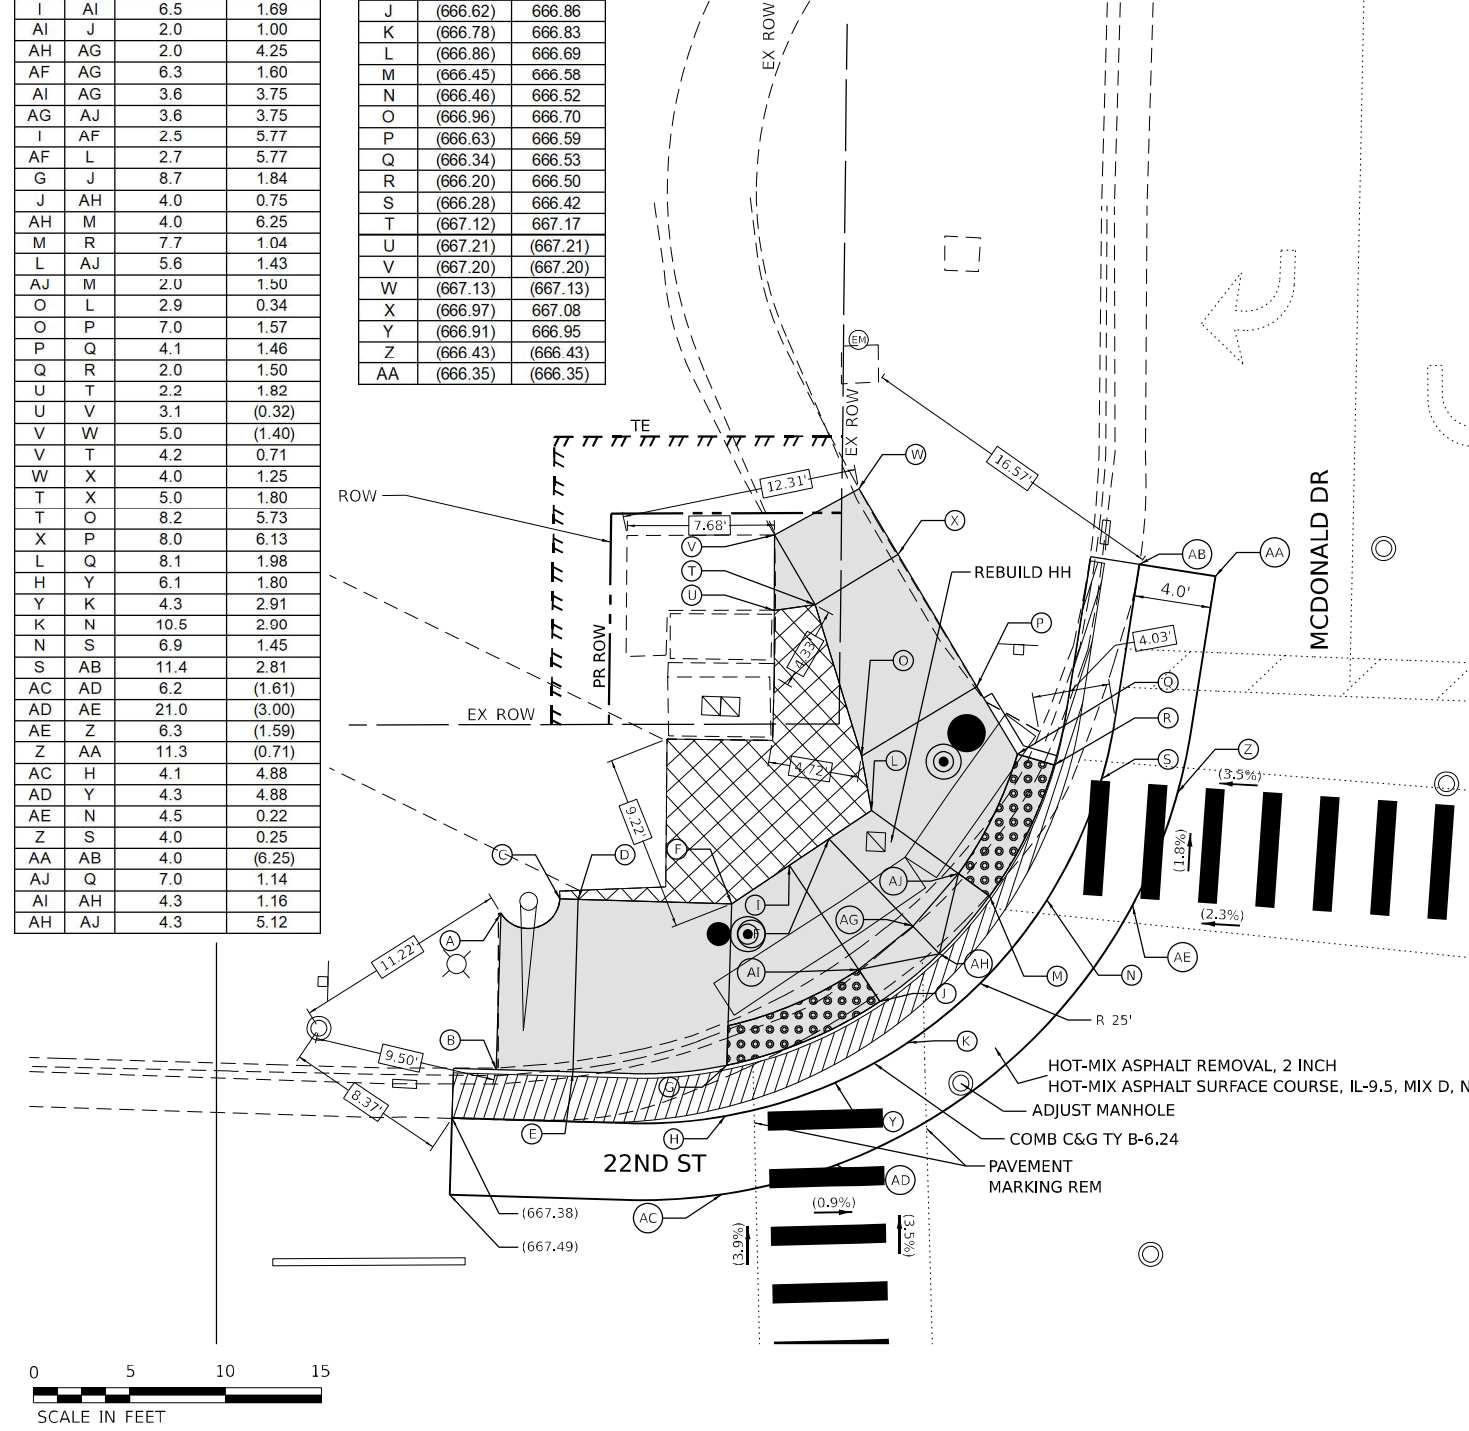 I AI 6.5 1.69
AI J 2.0 1.00
AH AG 2.0 4.25
AF AG 6.3 1.60
AI AG 3.6 3.75
AG AJ 3.6 3.75
I AF 2.5 5.77
AF L 2.7 5.77
G J 8.7 1.84
J AH 4.0 0.75
AH M 4.0 6.25
M R 7.7 1.04
L AJ 5.6 1.43
AJ M 2.0 1.50
O L 2.9 0.34
O P 7.0 1.57
P Q 4.1 1.46
Q R 2.0 1.50
U T 2.2 1.82
U V 3.1 (0.32)
V W 5.0 (1.40)
V T 4.2 0.71
W X 4.0 1.25
T X 5.0 1.80
T O 8.2 5.73
X P 8.0 6.13
L Q 8.1 1.98
H Y 6.1 1.80
Y K 4.3 2.91
K N 10.5 2.90
N S 6.9 1.45
S AB 11.4 2.81
AC AD 6.2 (1.61)
AD AE 21.0 (3.00)
AE Z 6.3 (1.59)
Z AA 11.3 (0.71)
AC H 4.1 4.88
AD Y 4.3 4.88
AE N 4.5 0.22
Z S 4.0 0.25
AA AB 4.0 (6.25)
AJ Q 7.0 1.14
AI AH 4.3 1.16
AH AJ 4.3 5.12
J (666.62) 666.86
K (666.78) 666.83
L (666.86) 666.69
M (666.45) 666.58
N (666.46) 666.52
O (666.96) 666.70
P (666.63) 666.59
Q (666.34) 666.53
R (666.20) 666.50
S (666.28) 666.42
T (667.12) 667.17
U (667.21) (667.21)
V (667.20) (667.20)
W (667.13) (667.13)
X (666.97) 667.08
Y (666.91) 666.95
Z (666.43) (666.43)
AA (666.35) (666.35)
EX ROW
EM
EX ROW
TE
W
16.57'
12.31'
ROW
7.68'
X
V
AB
AA
T
REBUILD HH
4.0'
MCDONALD DR
U
P
4.03'
4.33'
PR ROW
O
Q
EX ROW
R
L
S
Z
4.72'
(3.5%)
9.22'
(1.8%)
C
D
F
AJ
I
AG
(2.3%)
A
F
11.22'
AI
AH
M
N
AE
J
R 25'
B
9.50'
K
G
8.37'
HOT-MIX ASPHALT REMOVAL, 2 INCH
HOT-MIX ASPHALT SURFACE COURSE, IL-9.5, MIX D, N
ADJUST MANHOLE
E
H
Y
COMB C&G TY B-6.24
22ND ST
PAVEMENT
MARKING REM
AD
(667.38)
AC
(0.9%)
(3.9%)
(3.5%)
(667.49)
0 5 10 15
SCALE IN FEET